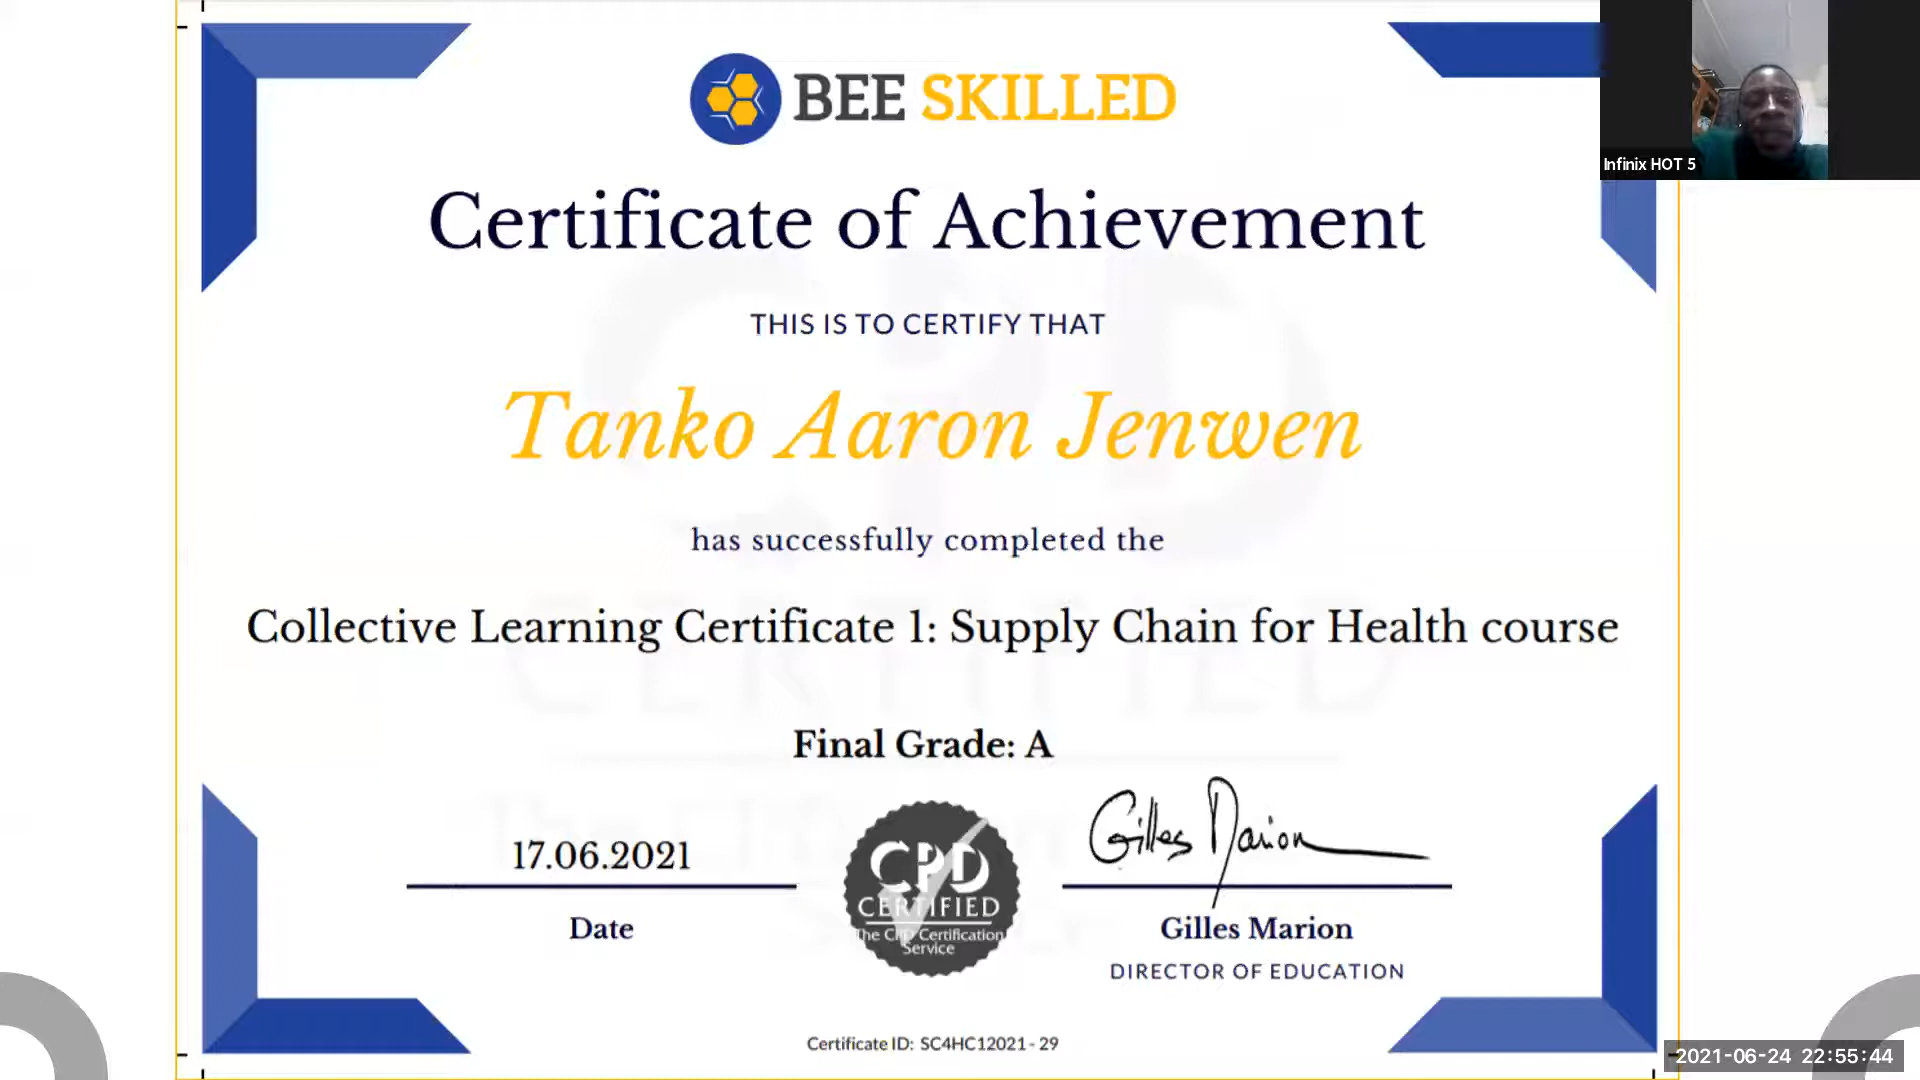 BEE SKILLED
Infinix HOT 5
Certificate of Achievement
THIS IS TO CERTIFY THAT
Tanko Aaron Jenwen
has successfully completed the
Collective Learning Certificate 1: Supply Chain for Health course
Final Grade: A
17.06.2021
Date
CPD
CERTIFIED
The CPD Certification
Service
Gilles Marion
Gilles Marion
DIRECTOR OF EDUCATION
Certificate ID: SC4HC12021 - 29
2021-06-24 22:55:44